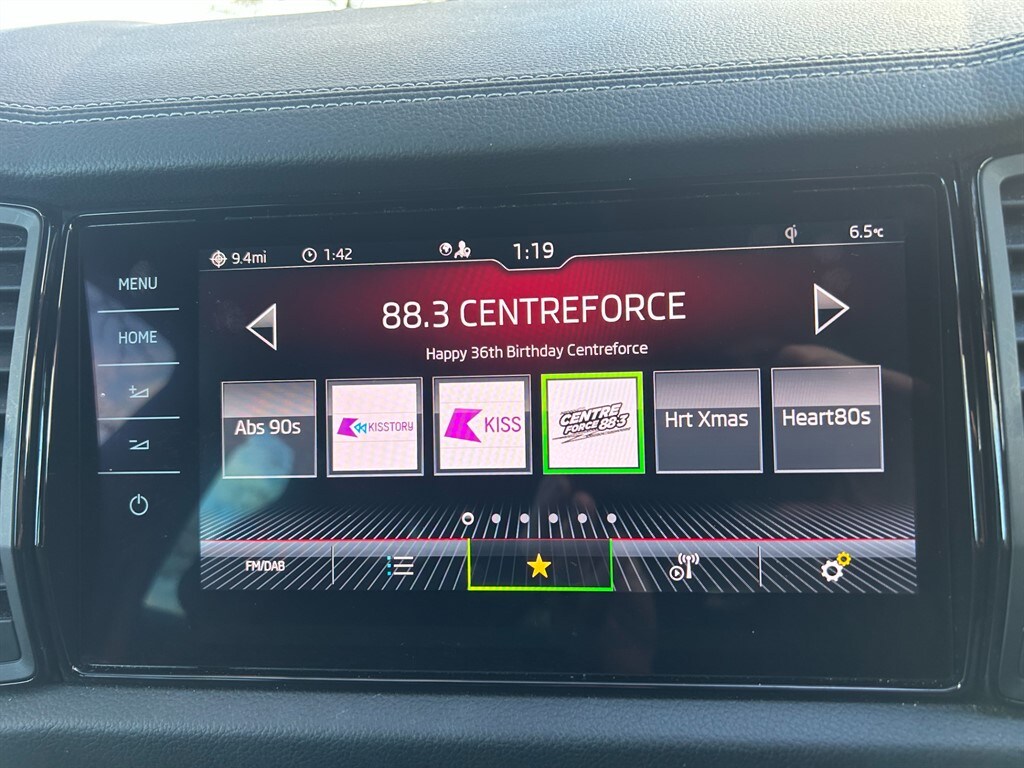 9.4mi 1:42 1:19 6.5°C
MENU
HOME
88.3 CENTREFORCE
Happy 36th Birthday Centreforce
Abs 90s
KISSTORY
KISS
CENTRE
FORCE 88·3
Hrt Xmas
Heart80s
FM/DAB